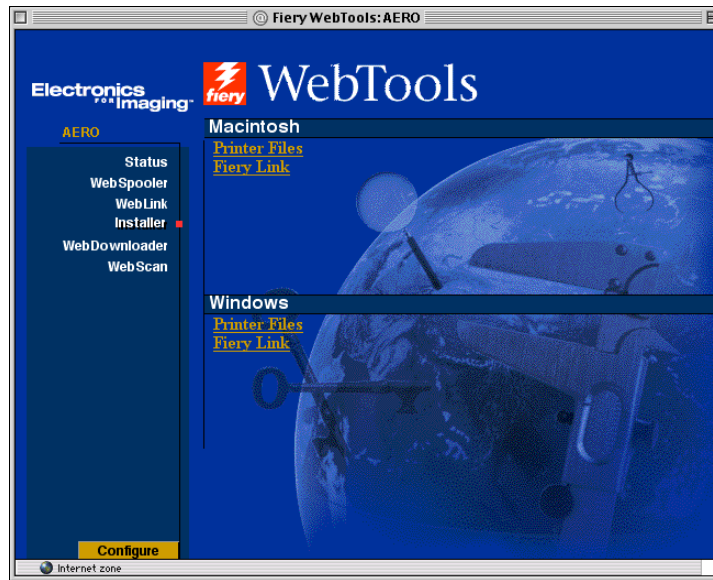 Fiery WebTools: AERO
Electronics
FOR Imaging
fiery
WebTools
AERO
Status
WebSpooler
WebLink
Installer
WebDownloader
WebScan
Configure
Macintosh
Printer Files
Fiery Link
Windows
Printer Files
Fiery Link
Internet zone